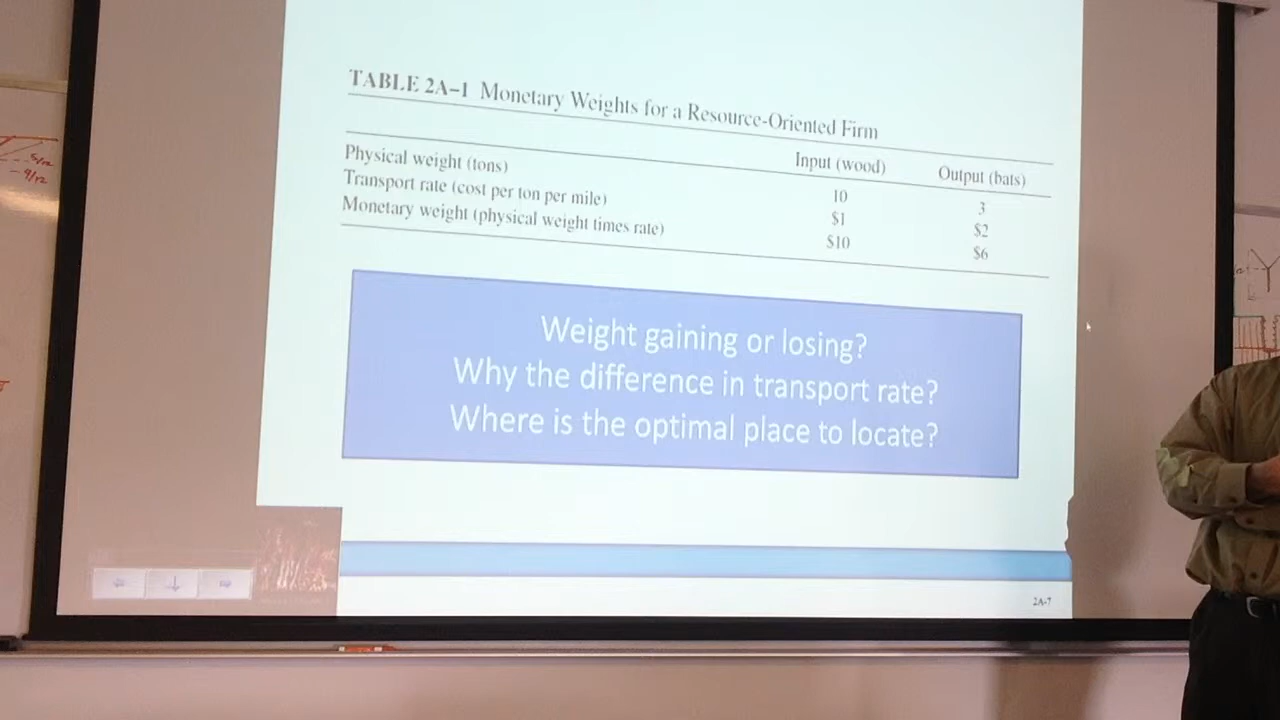 TABLE 2A–1 Monetary Weights for a Resource-Oriented Firm
Input (wood) Output (bats)
Physical weight (tons) 10 3
Transport rate (cost per ton per mile) $1 $2
Monetary weight (physical weight times rate) $10 $6
Weight gaining or losing?
Why the difference in transport rate?
Where is the optimal place to locate?
2A-7